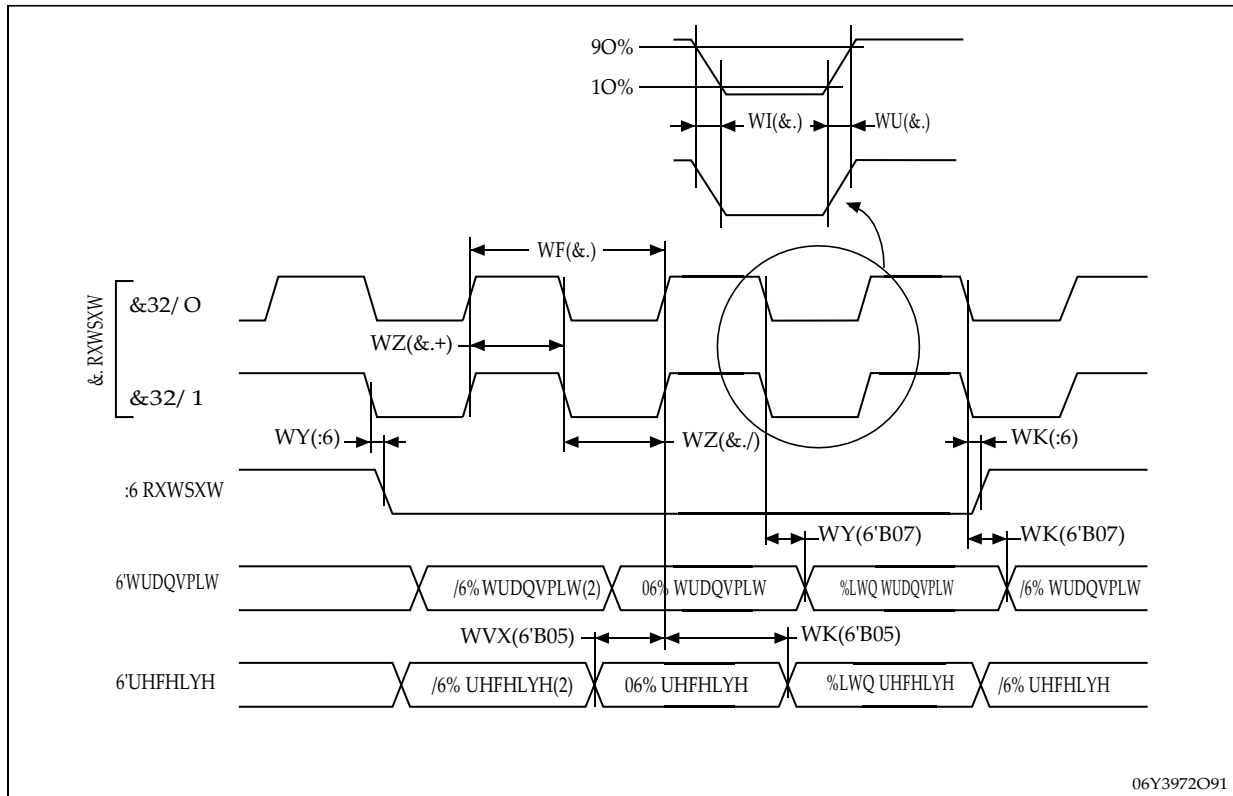 9O%
1O%
WI(&.)
WU(&.)
WF(&.)
&. RXWSXW
&32/ O
WZ(&.+)
&32/ 1
WY(:6)
WZ(&./)
WK(:6)
:6 RXWSXW
WY(6'B07)
WK(6'B07)
6'WUDQVPLW
/6% WUDQVPLW(2)
06% WUDQVPLW
%LWQ WUDQVPLW
/6% WUDQVPLW
WVX(6'B05)
WK(6'B05)
6'UHFHLYH
/6% UHFHLYH(2)
06% UHFHLYH
%LWQ UHFHLYH
/6% UHFHLYH
06Y3972O91